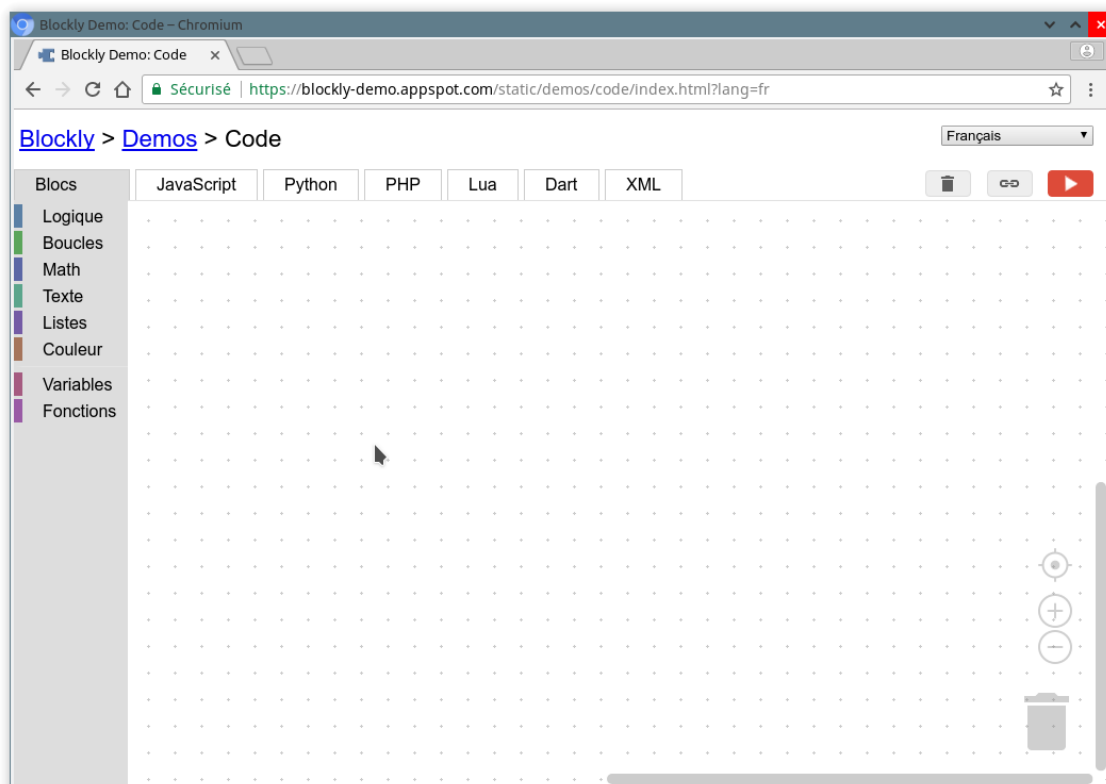 Blockly Demo: Code – Chromium
Blockly Demo: Code
Sécurisé https://blockly-demo.appspot.com/static/demos/code/index.html?lang=fr
Blockly > Demos > Code
Français
Blocs JavaScript Python PHP Lua Dart XML
Logique
Boucles
Math
Texte
Listes
Couleur
Variables
Fonctions